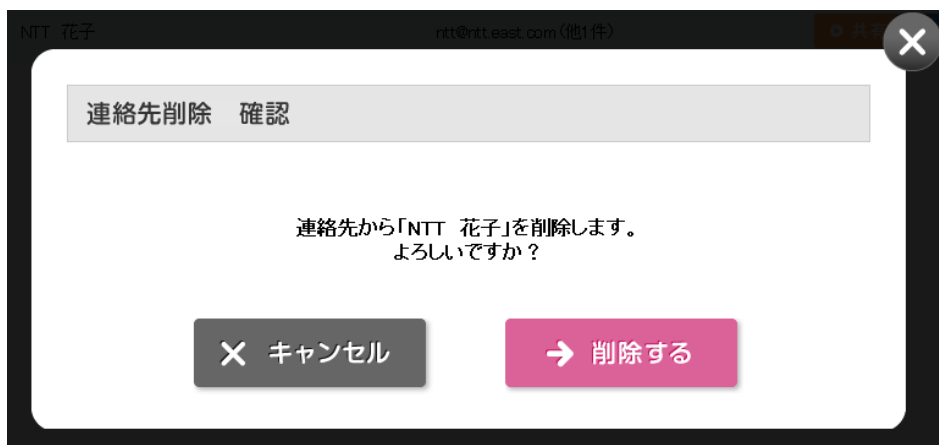 NTT 花子 ntt@ntt.east.com(他1件)
連絡先削除 確認
連絡先から「NTT 花子」を削除します。
よろしいですか？
キャンセル 削除する